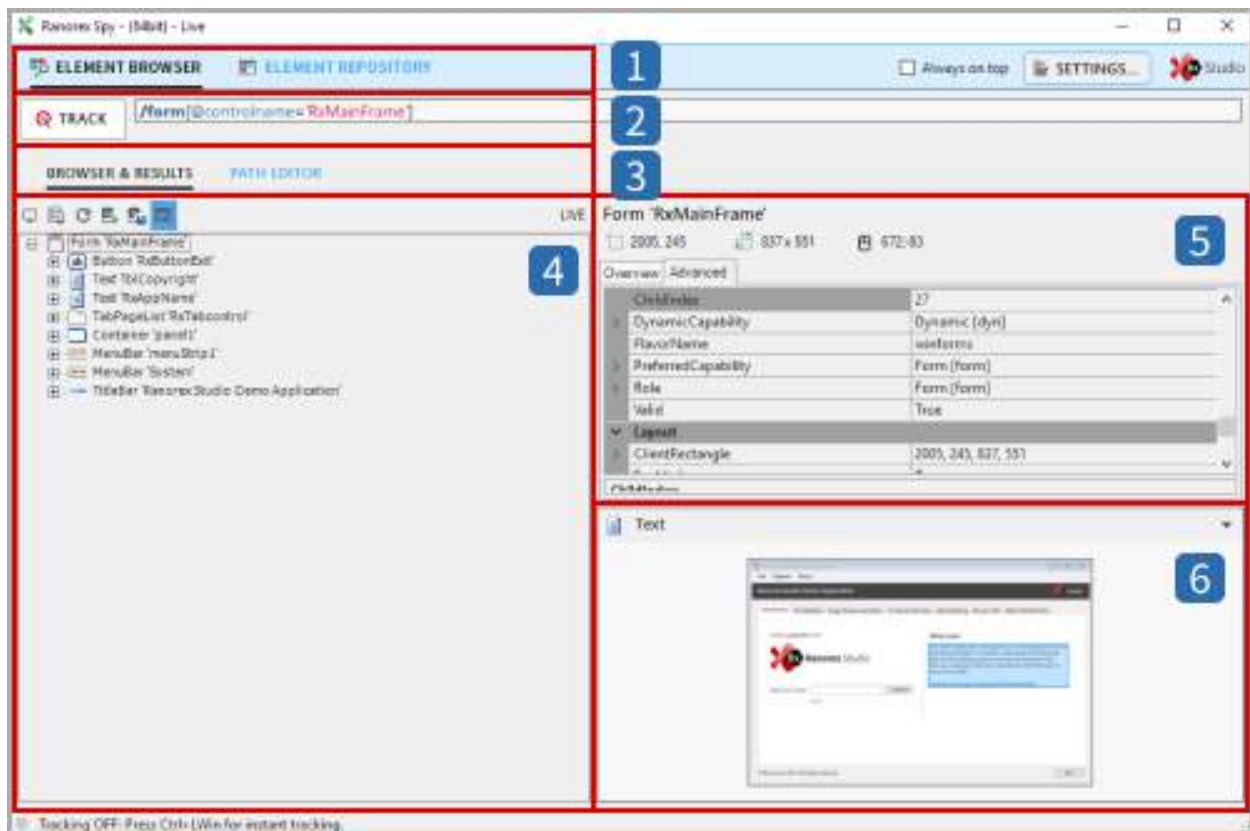 Ranorex Spy - (64bit) - Live
ELEMENT BROWSER ELEMENT REPOSITORY 1 Always on top SETTINGS... Studio
TRACK /form[@controlname='RxMainFrame'] 2
BROWSER & RESULTS PATH EDITOR 3
LIVE
4
Form 'RxMainFrame'
Button 'RxButtonExit'
Text 'lblCopyright'
Text 'RxAppName'
TabPageList 'RxTabcontrol'
Container 'panel1'
MenuBar 'menuStrip1'
MenuBar 'System'
TitleBar 'Ranorex Studio Demo Application'
Form 'RxMainFrame'
2005, 245 837 x 551 672;-83 5
Overview Advanced
ChildIndex 27
DynamicCapability Dynamic (dyn)
FlavorName winforms
PreferredCapability Form (form)
Role Form (form)
Valid True
Layout
ClientRectangle 2005, 245, 837, 551
ChildIndex
Text
6
Ranorex Studio
Tracking OFF: Press Ctrl+LWin for instant tracking.